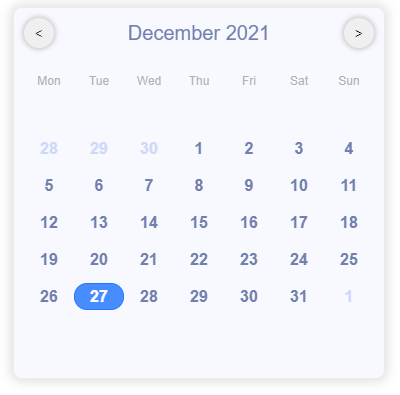 < December 2021 >
Mon Tue Wed Thu Fri Sat Sun
28 29 30 1 2 3 4
5 6 7 8 9 10 11
12 13 14 15 16 17 18
19 20 21 22 23 24 25
26 27 28 29 30 31 1